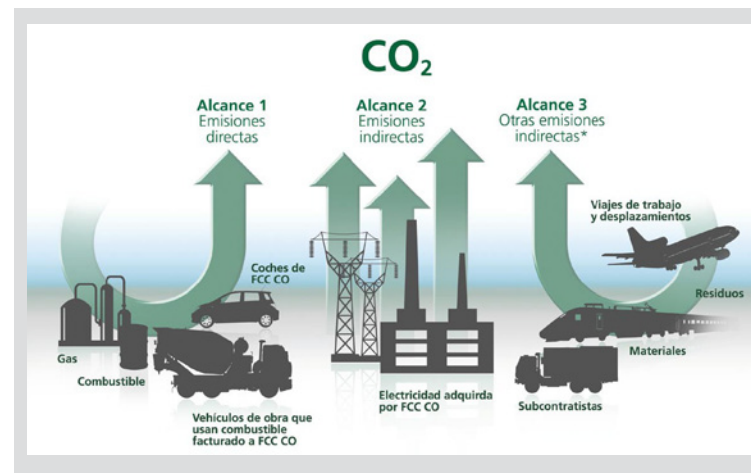 CO₂
Alcance 1
Emisiones
directas
Alcance 2
Emisiones
indirectas
Alcance 3
Otras emisiones
indirectas*
Viajes de trabajo
y desplazamientos
Coches de
FCC CO
Residuos
Gas
Combustible
Materiales
Vehículos de obra que
usan combustible
facturado a FCC CO
Electricidad adquirda
por FCC CO
Subcontratistas